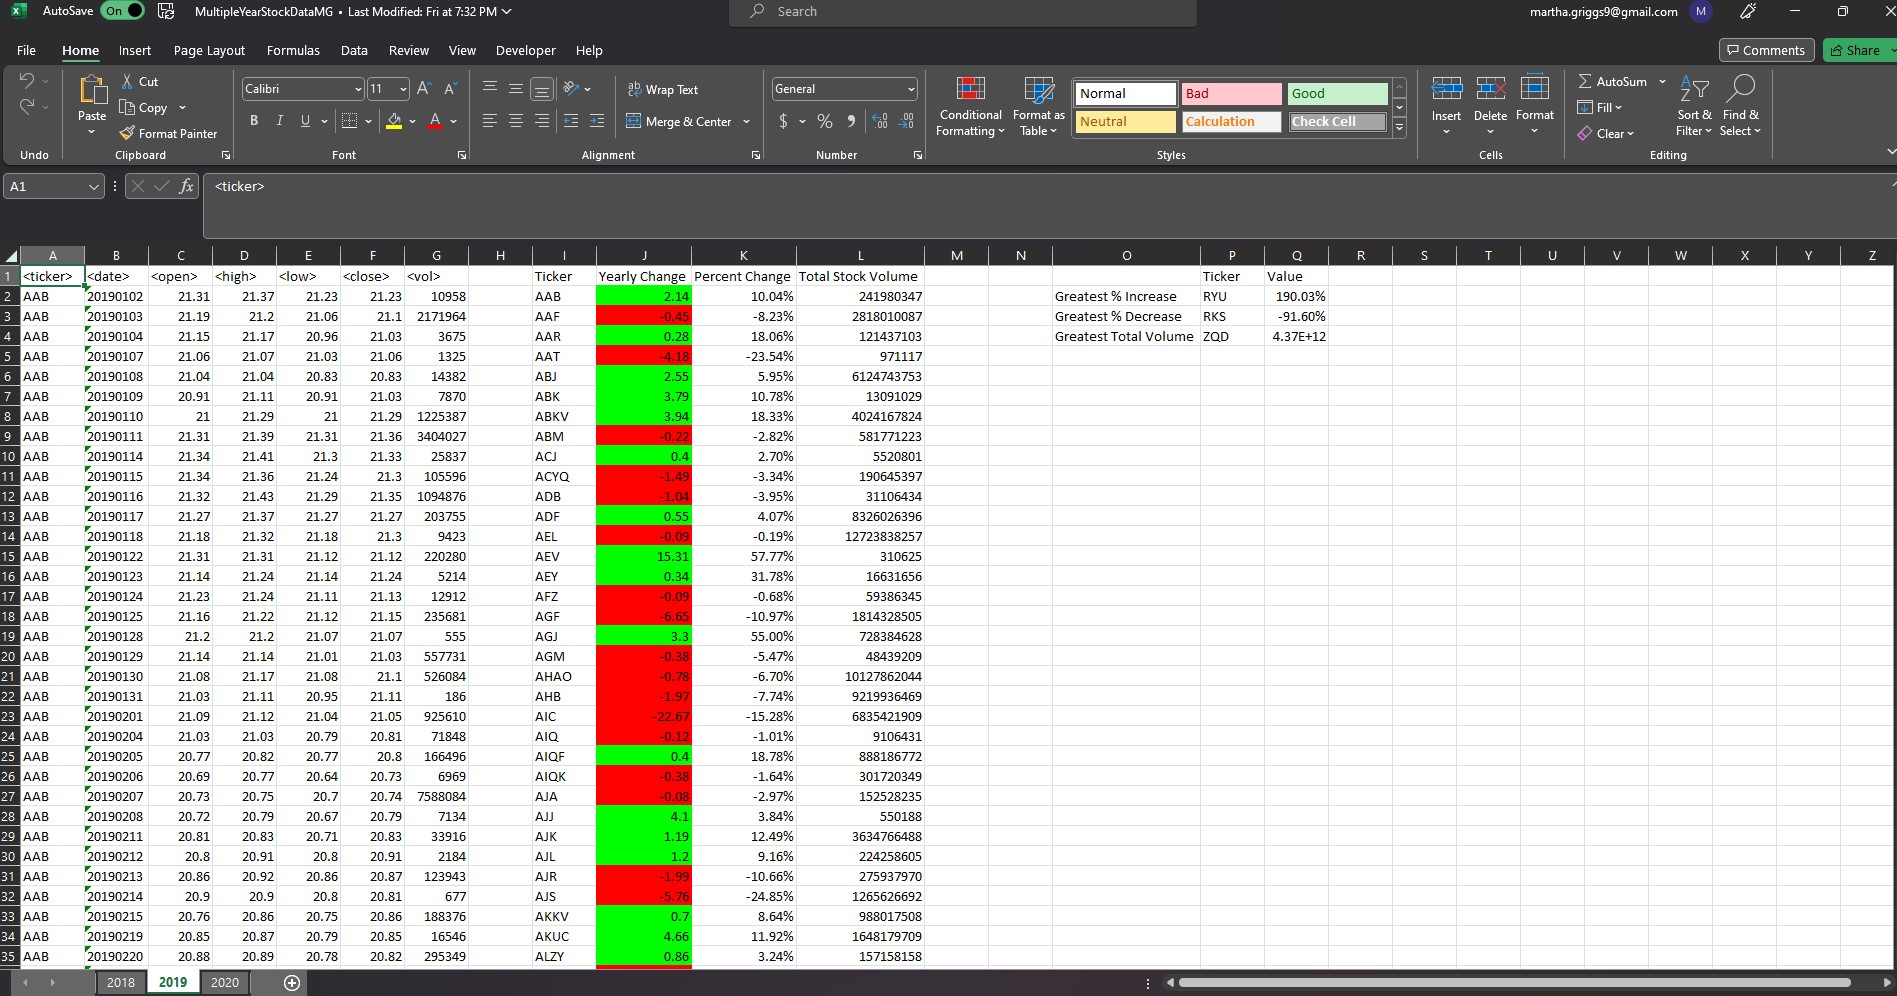 AutoSave On MultipleYearStockDataMG • Last Modified: Fri at 7:32 PM Search martha.griggs9@gmail.com M
File Home Insert Page Layout Formulas Data Review View Developer Help Comments Share
Cut
Copy
Format Painter
Paste
Calibri 11
B I U A
Wrap Text
Merge & Center
General
$ % 9
Conditional Formatting
Format as Table
Normal Bad Good
Neutral Calculation Check Cell
Insert Delete Format
AutoSum
Fill
Clear
Sort & Filter
Find & Select
Undo Clipboard Font Alignment Number Styles Cells Editing
A1 fx <ticker>
A B C D E F G H I J K L M N O P Q R S T U V W X Y Z
1 <ticker> <date> <open> <high> <low> <close> <vol> Ticker Yearly Change Percent Change Total Stock Volume Ticker Value
2 AAB 20190102 21.31 21.37 21.23 21.23 10958 AAB 2.14 10.04% 241980347 Greatest % Increase RYU 190.03%
3 AAB 20190103 21.19 21.2 21.06 21.1 2171964 AAF -0.45 -8.23% 2818010087 Greatest % Decrease RKS -91.60%
4 AAB 20190104 21.15 21.17 20.96 21.03 3675 AAR 0.28 18.06% 121437103 Greatest Total Volume ZQD 4.37E+12
5 AAB 20190107 21.06 21.07 21.03 21.06 1325 AAT -4.18 -23.54% 971117
6 AAB 20190108 21.04 21.04 20.83 20.83 14382 ABJ 2.55 5.95% 6124743753
7 AAB 20190109 20.91 21.11 20.91 21.03 7870 ABK 3.79 10.78% 13091029
8 AAB 20190110 21 21.29 21 21.29 1225387 ABKV 3.94 18.33% 4024167824
9 AAB 20190111 21.31 21.39 21.31 21.36 3404027 ABM -0.22 -2.82% 581771223
10 AAB 20190114 21.34 21.41 21.3 21.33 25837 ACJ 0.4 2.70% 5520801
11 AAB 20190115 21.34 21.36 21.24 21.3 105596 ACYQ -1.49 -3.34% 190645397
12 AAB 20190116 21.32 21.43 21.29 21.35 1094876 ADB -1.04 -3.95% 31106434
13 AAB 20190117 21.27 21.37 21.27 21.27 203755 ADF 0.55 4.07% 8326026396
14 AAB 20190118 21.18 21.32 21.18 21.3 9423 AEL -0.09 -0.19% 12723838257
15 AAB 20190122 21.31 21.31 21.12 21.12 220280 AEV 15.31 57.77% 310625
16 AAB 20190123 21.14 21.24 21.14 21.24 5214 AEY 0.34 31.78% 16631656
17 AAB 20190124 21.23 21.24 21.11 21.13 12912 AFZ -0.09 -0.68% 59386345
18 AAB 20190125 21.16 21.22 21.12 21.15 235681 AGF -6.65 -10.97% 1814328505
19 AAB 20190128 21.2 21.2 21.07 21.07 555 AGJ 3.3 55.00% 728384628
20 AAB 20190129 21.14 21.14 21.01 21.03 557731 AGM -0.38 -5.47% 48439209
21 AAB 20190130 21.08 21.17 21.08 21.1 526084 AHAO -0.78 -6.70% 10127862044
22 AAB 20190131 21.03 21.11 20.95 21.11 186 AHB -1.97 -7.74% 9219936469
23 AAB 20190201 21.09 21.12 21.04 21.05 925610 AIC -22.67 -15.28% 6835421909
24 AAB 20190204 21.03 21.03 20.79 20.81 71848 AIQ -0.12 -1.01% 9106431
25 AAB 20190205 20.77 20.82 20.77 20.8 166496 AIQF 0.4 18.78% 888186772
26 AAB 20190206 20.69 20.77 20.64 20.73 6969 AIQK -0.38 -1.64% 301720349
27 AAB 20190207 20.73 20.75 20.7 20.74 7588084 AJA -0.08 -2.97% 152528235
28 AAB 20190208 20.72 20.79 20.67 20.79 7134 AJJ 4.1 3.84% 550188
29 AAB 20190211 20.81 20.83 20.71 20.83 33916 AJK 1.19 12.49% 3634766488
30 AAB 20190212 20.8 20.91 20.8 20.91 2184 AJL 1.2 9.16% 224258605
31 AAB 20190213 20.86 20.92 20.86 20.87 123943 AJR -1.99 -10.66% 275937970
32 AAB 20190214 20.9 20.9 20.8 20.81 677 AJS -5.76 -24.85% 1265626692
33 AAB 20190215 20.76 20.86 20.75 20.86 188376 AKKV 0.7 8.64% 988017508
34 AAB 20190219 20.85 20.87 20.79 20.85 16546 AKUC 4.66 11.92% 1648179709
35 AAB 20190220 20.88 20.89 20.78 20.82 295349 ALZY 0.86 3.24% 157158158
2018 2019 2020